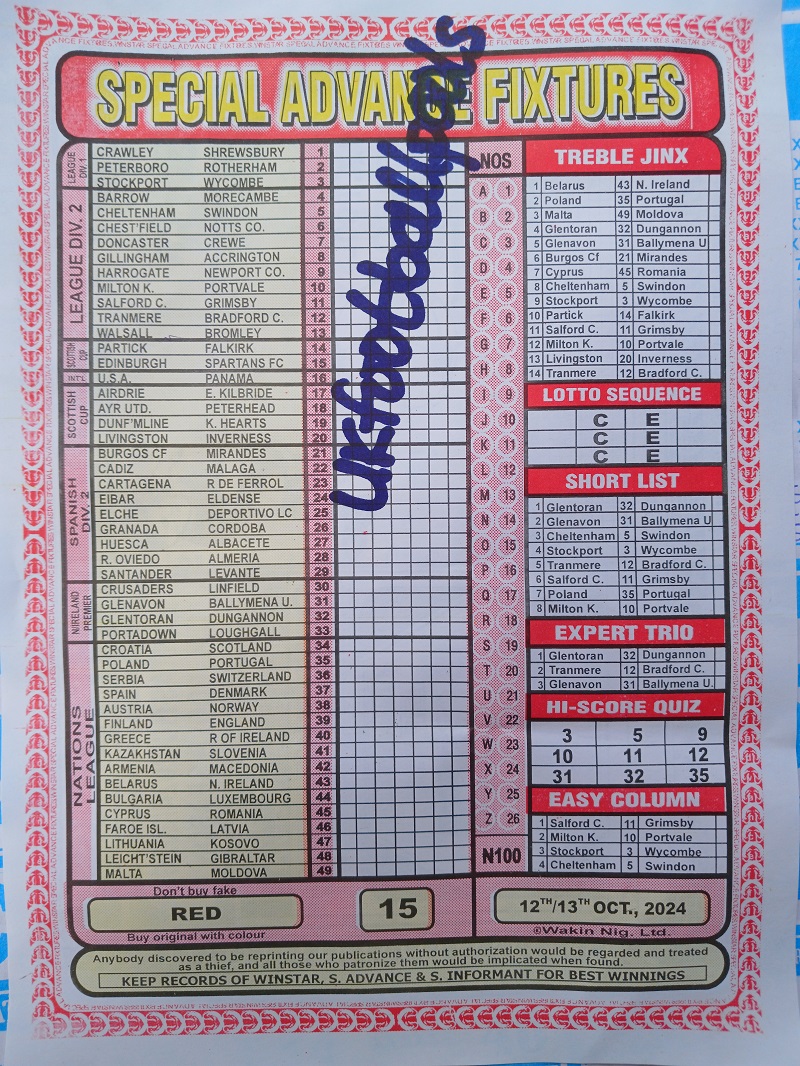 SPECIAL ADVANCE FIXTURES
ukfootballpools
LEAGUE DIV. 1
CRAWLEY SHREWSBURY 1
PETERBORO ROTHERHAM 2
STOCKPORT WYCOMBE 3
LEAGUE DIV. 2
BARROW MORECAMBE 4
CHELTENHAM SWINDON 5
CHEST'FIELD NOTTS CO. 6
DONCASTER CREWE 7
GILLINGHAM ACCRINGTON 8
HARROGATE NEWPORT CO. 9
MILTON K. PORTVALE 10
SALFORD C. GRIMSBY 11
TRANMERE BRADFORD C. 12
WALSALL BROMLEY 13
PARTICK FALKIRK 14
EDINBURGH SPARTANS FC 15
U.S.A. PANAMA 16
SCOTTISH CUP
AIRDRIE E. KILBRIDE 17
AYR UTD. PETERHEAD 18
DUNF'MLINE K. HEARTS 19
LIVINGSTON INVERNESS 20
SPANISH DIV. 2
BURGOS CF MIRANDES 21
CADIZ MALAGA 22
CARTAGENA R DE FERROL 23
EIBAR ELDENSE 24
ELCHE DEPORTIVO LC 25
GRANADA CORDOBA 26
HUESCA ALBACETE 27
R. OVIEDO ALMERIA 28
SANTANDER LEVANTE 29
N/IRELAND PREMIER
CRUSADERS LINFIELD 30
GLENAVON BALLYMENA U. 31
GLENTORAN DUNGANNON 32
PORTADOWN LOUGHGALL 33
NATIONS LEAGUE
CROATIA SCOTLAND 34
POLAND PORTUGAL 35
SERBIA SWITZERLAND 36
SPAIN DENMARK 37
AUSTRIA NORWAY 38
FINLAND ENGLAND 39
GREECE R OF IRELAND 40
KAZAKHSTAN SLOVENIA 41
ARMENIA MACEDONIA 42
BELARUS N. IRELAND 43
BULGARIA LUXEMBOURG 44
CYPRUS ROMANIA 45
FAROE ISL. LATVIA 46
LITHUANIA KOSOVO 47
LEICHT'STEIN GIBRALTAR 48
MALTA MOLDOVA 49
NOS
A 1
B 2
C 3
D 4
E 5
F 6
G 7
H 8
I 9
J 10
K 11
L 12
M 13
N 14
O 15
P 16
Q 17
R 18
S 19
T 20
U 21
V 22
W 23
X 24
Y 25
Z 26
N100
TREBLE JINX
1 Belarus 43 N. Ireland
2 Poland 35 Portugal
3 Malta 49 Moldova
4 Glentoran 32 Dungannon
5 Glenavon 31 Ballymena U
6 Burgos Cf 21 Mirandes
7 Cyprus 45 Romania
8 Cheltenham 5 Swindon
9 Stockport 3 Wycombe
10 Partick 14 Falkirk
11 Salford C. 11 Grimsby
12 Milton K. 10 Portvale
13 Livingston 20 Inverness
14 Tranmere 12 Bradford C.
LOTTO SEQUENCE
C E
C E
C E
SHORT LIST
1 Glentoran 32 Dungannon
2 Glenavon 31 Ballymena U
3 Cheltenham 5 Swindon
4 Stockport 3 Wycombe
5 Tranmere 12 Bradford C.
6 Salford C. 11 Grimsby
7 Poland 35 Portugal
8 Milton K. 10 Portvale
EXPERT TRIO
1 Glentoran 32 Dungannon
2 Tranmere 12 Bradford C.
3 Glenavon 31 Ballymena U.
HI-SCORE QUIZ
3 5 9
10 11 12
31 32 35
EASY COLUMN
1 Salford C. 11 Grimsby
2 Milton K. 10 Portvale
3 Stockport 3 Wycombe
4 Cheltenham 5 Swindon
Don't buy fake
RED
Buy original with colour
15
12TH/13TH OCT., 2024
©Wakin Nig. Ltd.
Anybody discovered to be reprinting our publications without authorization would be regarded and treated
as a thief, and all those who patronize them would be implicated when found.
KEEP RECORDS OF WINSTAR, S. ADVANCE & S. INFORMANT FOR BEST WINNINGS